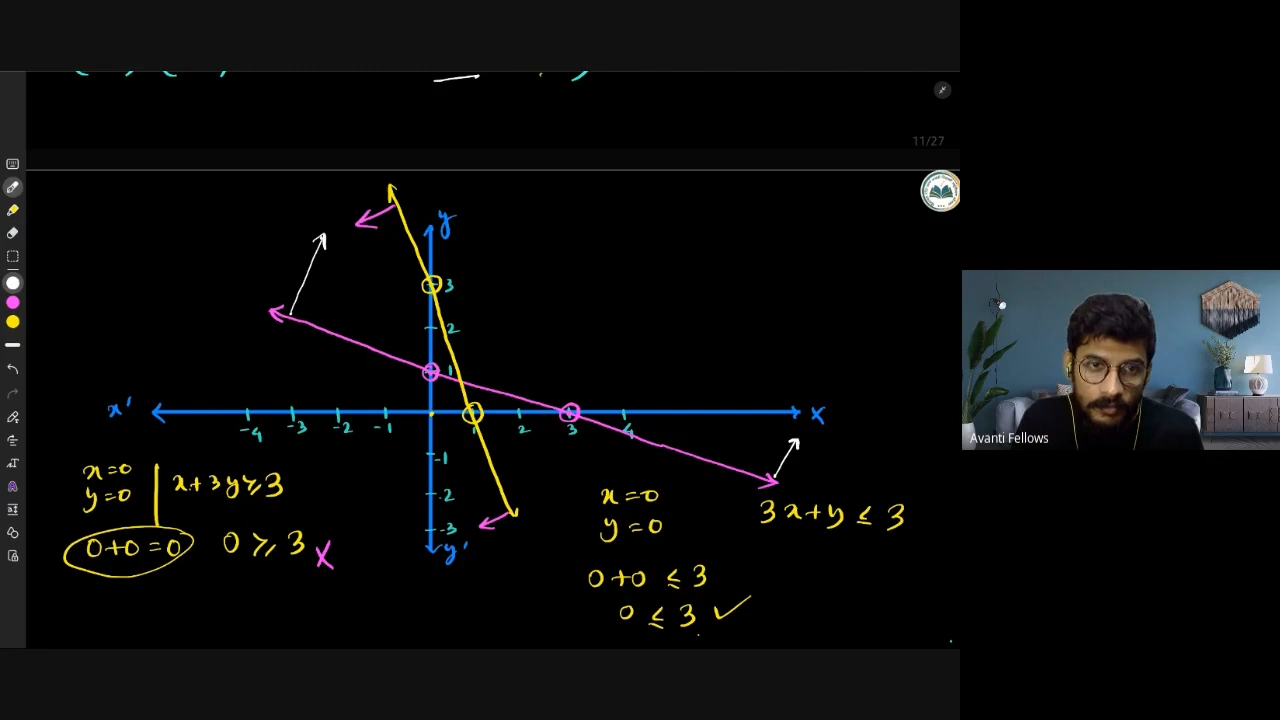 11/27
y
3
2
1
x'
-4 -3 -2 -1 1 2 3 4
x
-1
-2
-3
y'
x=0
y=0
x+3y≥3
0+0=0
0≥3 X
x=0
y=0
3x+y≤3
0+0≤3
0≤3 ✓
Avanti Fellows